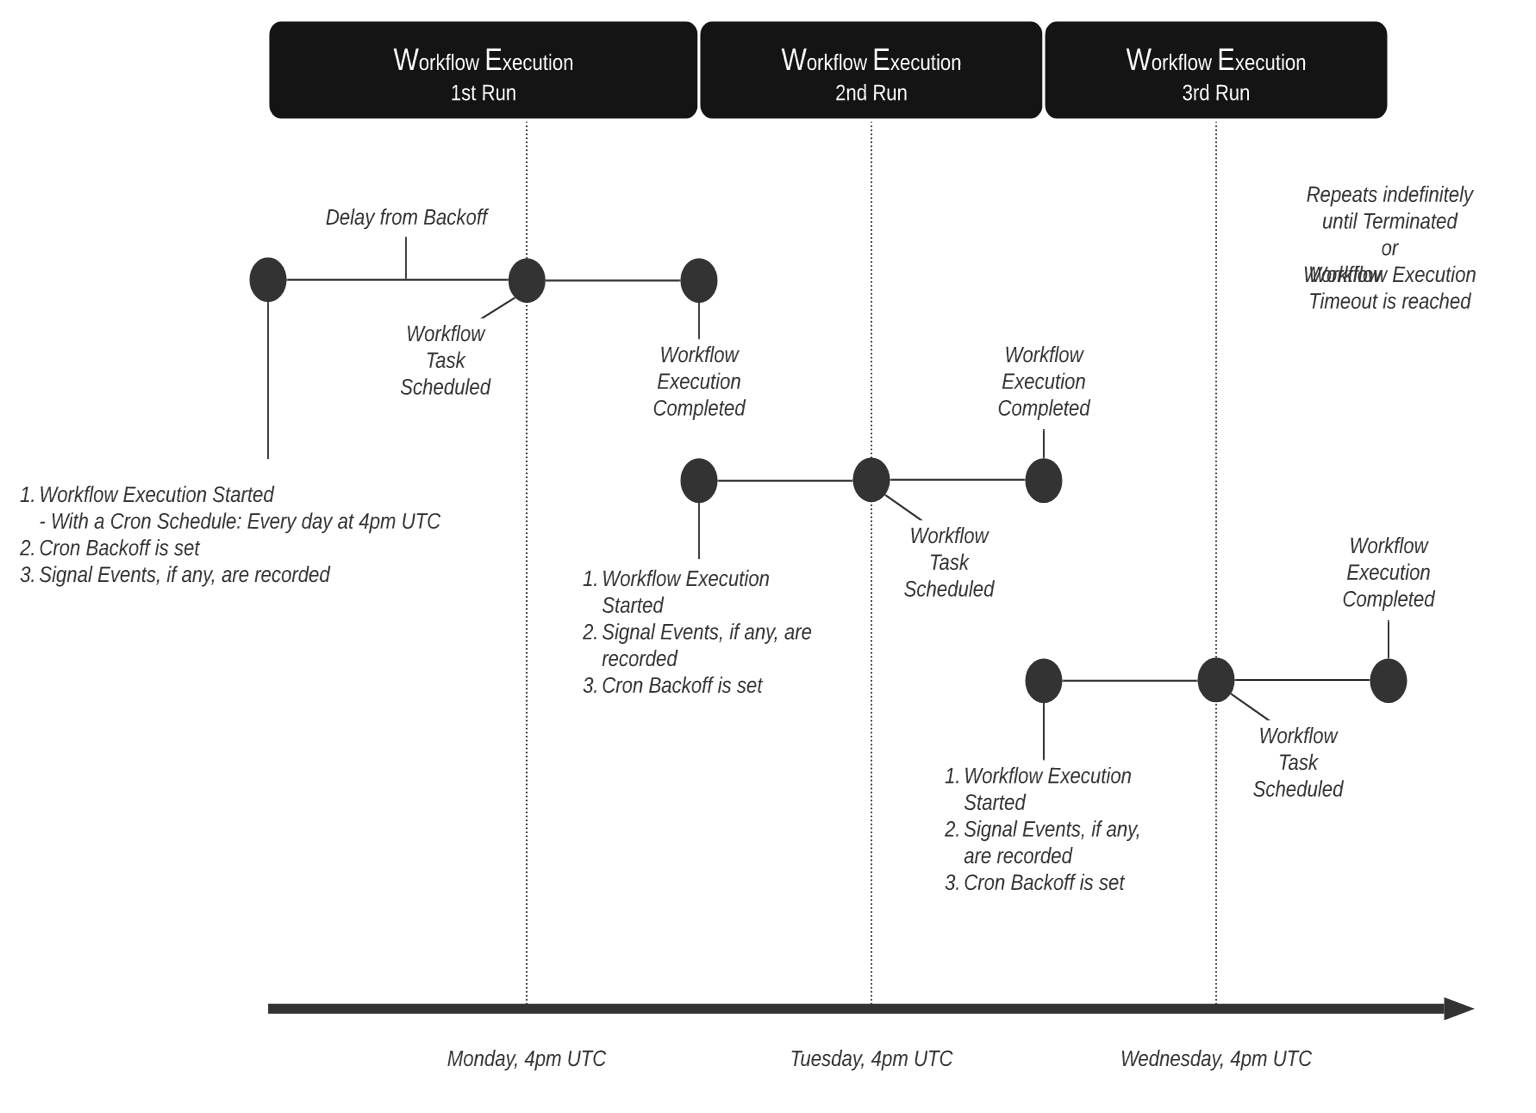 Workflow Execution
1st Run
Workflow Execution
2nd Run
Workflow Execution
3rd Run
Repeats indefinitely
until Terminated
or
Workflow Execution
Timeout is reached
Delay from Backoff
Workflow
Task
Scheduled
Workflow
Execution
Completed
1. Workflow Execution Started
- With a Cron Schedule: Every day at 4pm UTC
2. Cron Backoff is set
3. Signal Events, if any, are recorded
Workflow
Execution
Completed
Workflow
Task
Scheduled
1. Workflow Execution
Started
2. Signal Events, if any, are
recorded
3. Cron Backoff is set
Workflow
Execution
Completed
Workflow
Task
Scheduled
1. Workflow Execution
Started
2. Signal Events, if any,
are recorded
3. Cron Backoff is set
Monday, 4pm UTC
Tuesday, 4pm UTC
Wednesday, 4pm UTC